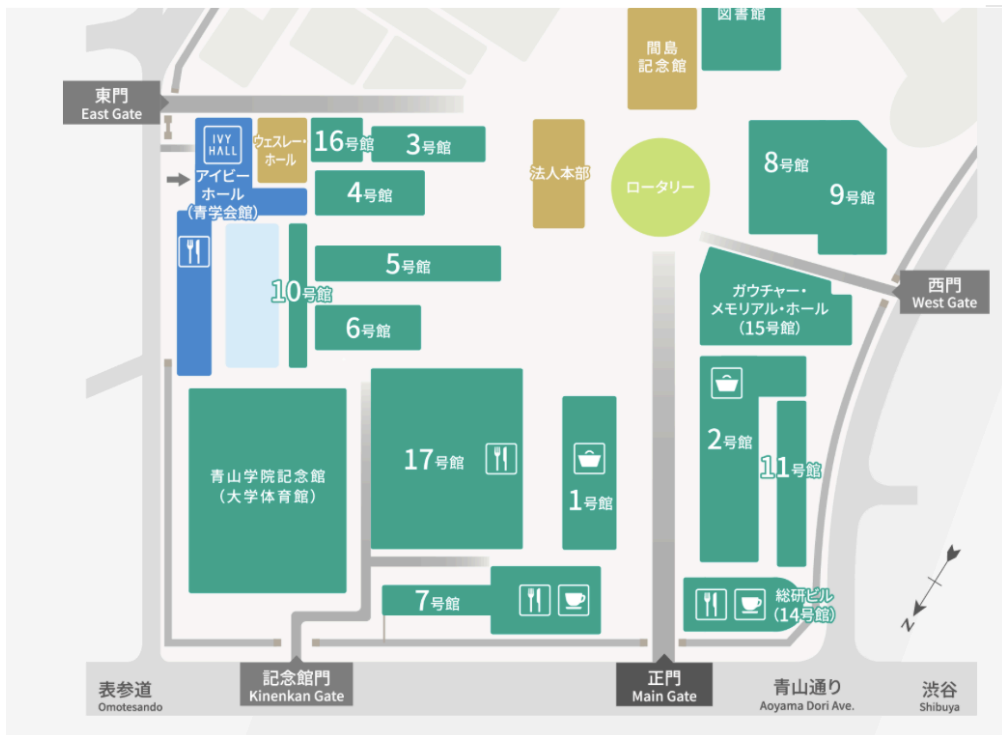 図書館
間島
記念館
東門
East Gate
IVY
HALL
アイビー
ホール
(青学会館)
ウェスレー・
ホール
16号館
3号館
4号館
法人本部
ロータリー
8号館
9号館
5号館
10号館
6号館
西門
West Gate
ガウチャー・
メモリアル・ホール
(15号館)
青山学院記念館
(大学体育館)
17号館
1号館
2号館
11号館
7号館
総研ビル
(14号館)
N
表参道
Omotesando
記念館門
Kinenkan Gate
正門
Main Gate
青山通り
Aoyama Dori Ave.
渋谷
Shibuya